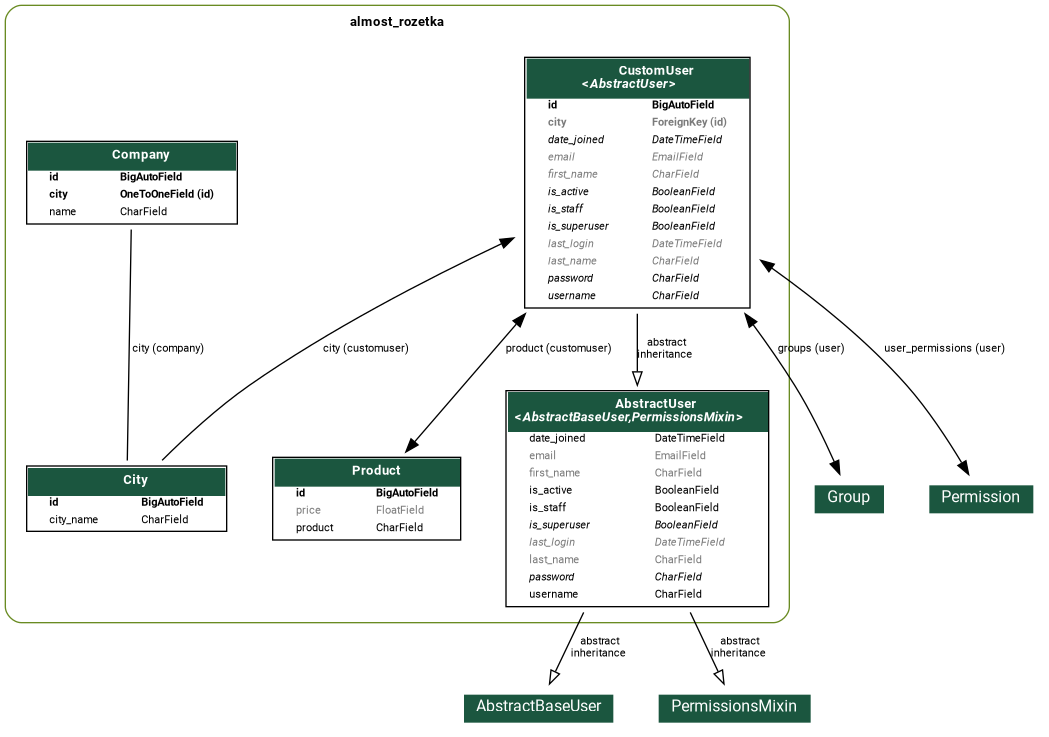 almost_rozetka
CustomUser
<AbstractUser>
id BigAutoField
city ForeignKey (id)
date_joined DateTimeField
email EmailField
first_name CharField
is_active BooleanField
is_staff BooleanField
is_superuser BooleanField
last_login DateTimeField
last_name CharField
password CharField
username CharField
Company
id BigAutoField
city OneToOneField (id)
name CharField
city (company)
city (customuser)
product (customuser)
abstract
inheritance
groups (user)
user_permissions (user)
City
id BigAutoField
city_name CharField
Product
id BigAutoField
price FloatField
product CharField
AbstractUser
<AbstractBaseUser,PermissionsMixin>
date_joined DateTimeField
email EmailField
first_name CharField
is_active BooleanField
is_staff BooleanField
is_superuser BooleanField
last_login DateTimeField
last_name CharField
password CharField
username CharField
Group
Permission
abstract
inheritance
abstract
inheritance
AbstractBaseUser
PermissionsMixin